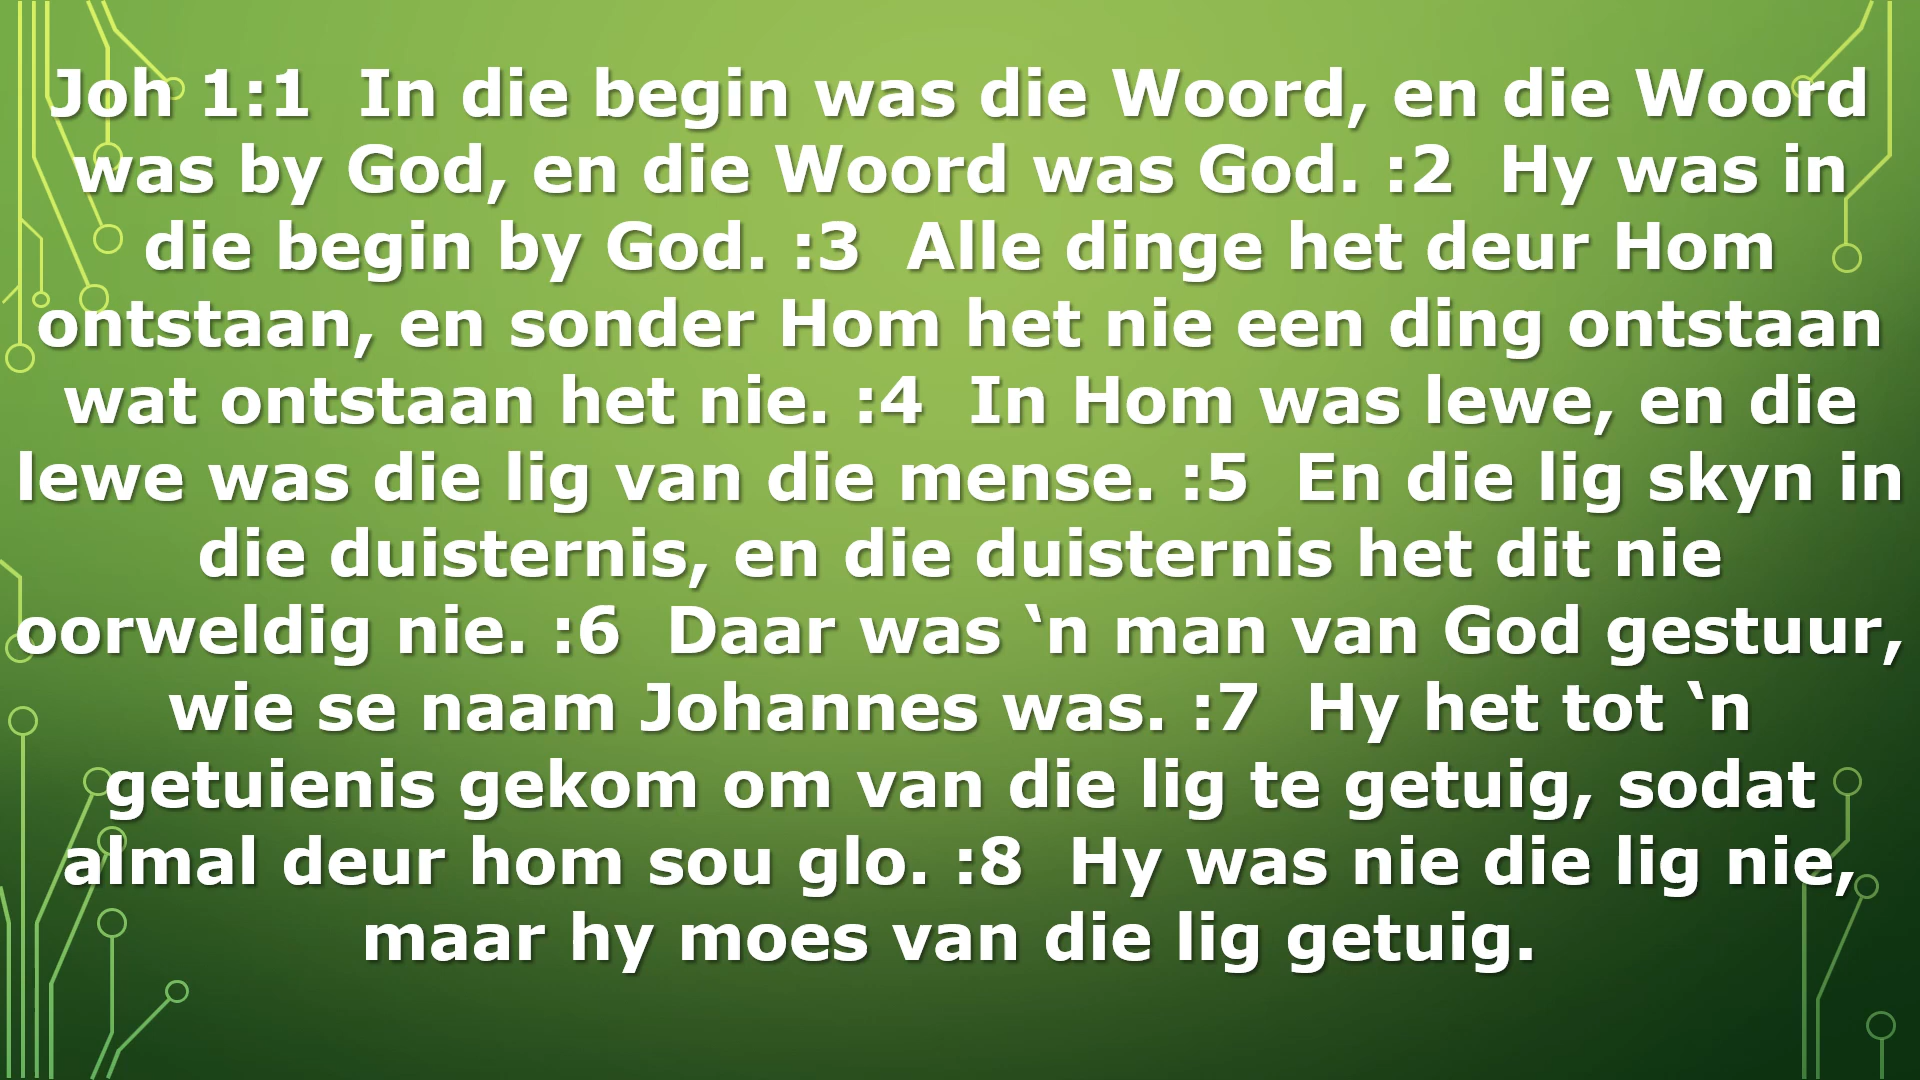 Joh 1:1  In die begin was die Woord, en die Woord
was by God, en die Woord was God. :2  Hy was in
die begin by God. :3  Alle dinge het deur Hom
ontstaan, en sonder Hom het nie een ding ontstaan
wat ontstaan het nie. :4  In Hom was lewe, en die
lewe was die lig van die mense. :5  En die lig skyn in
die duisternis, en die duisternis het dit nie
oorweldig nie. :6  Daar was ‛n man van God gestuur,
wie se naam Johannes was. :7  Hy het tot ‛n
getuienis gekom om van die lig te getuig, sodat
almal deur hom sou glo. :8  Hy was nie die lig nie,
maar hy moes van die lig getuig.